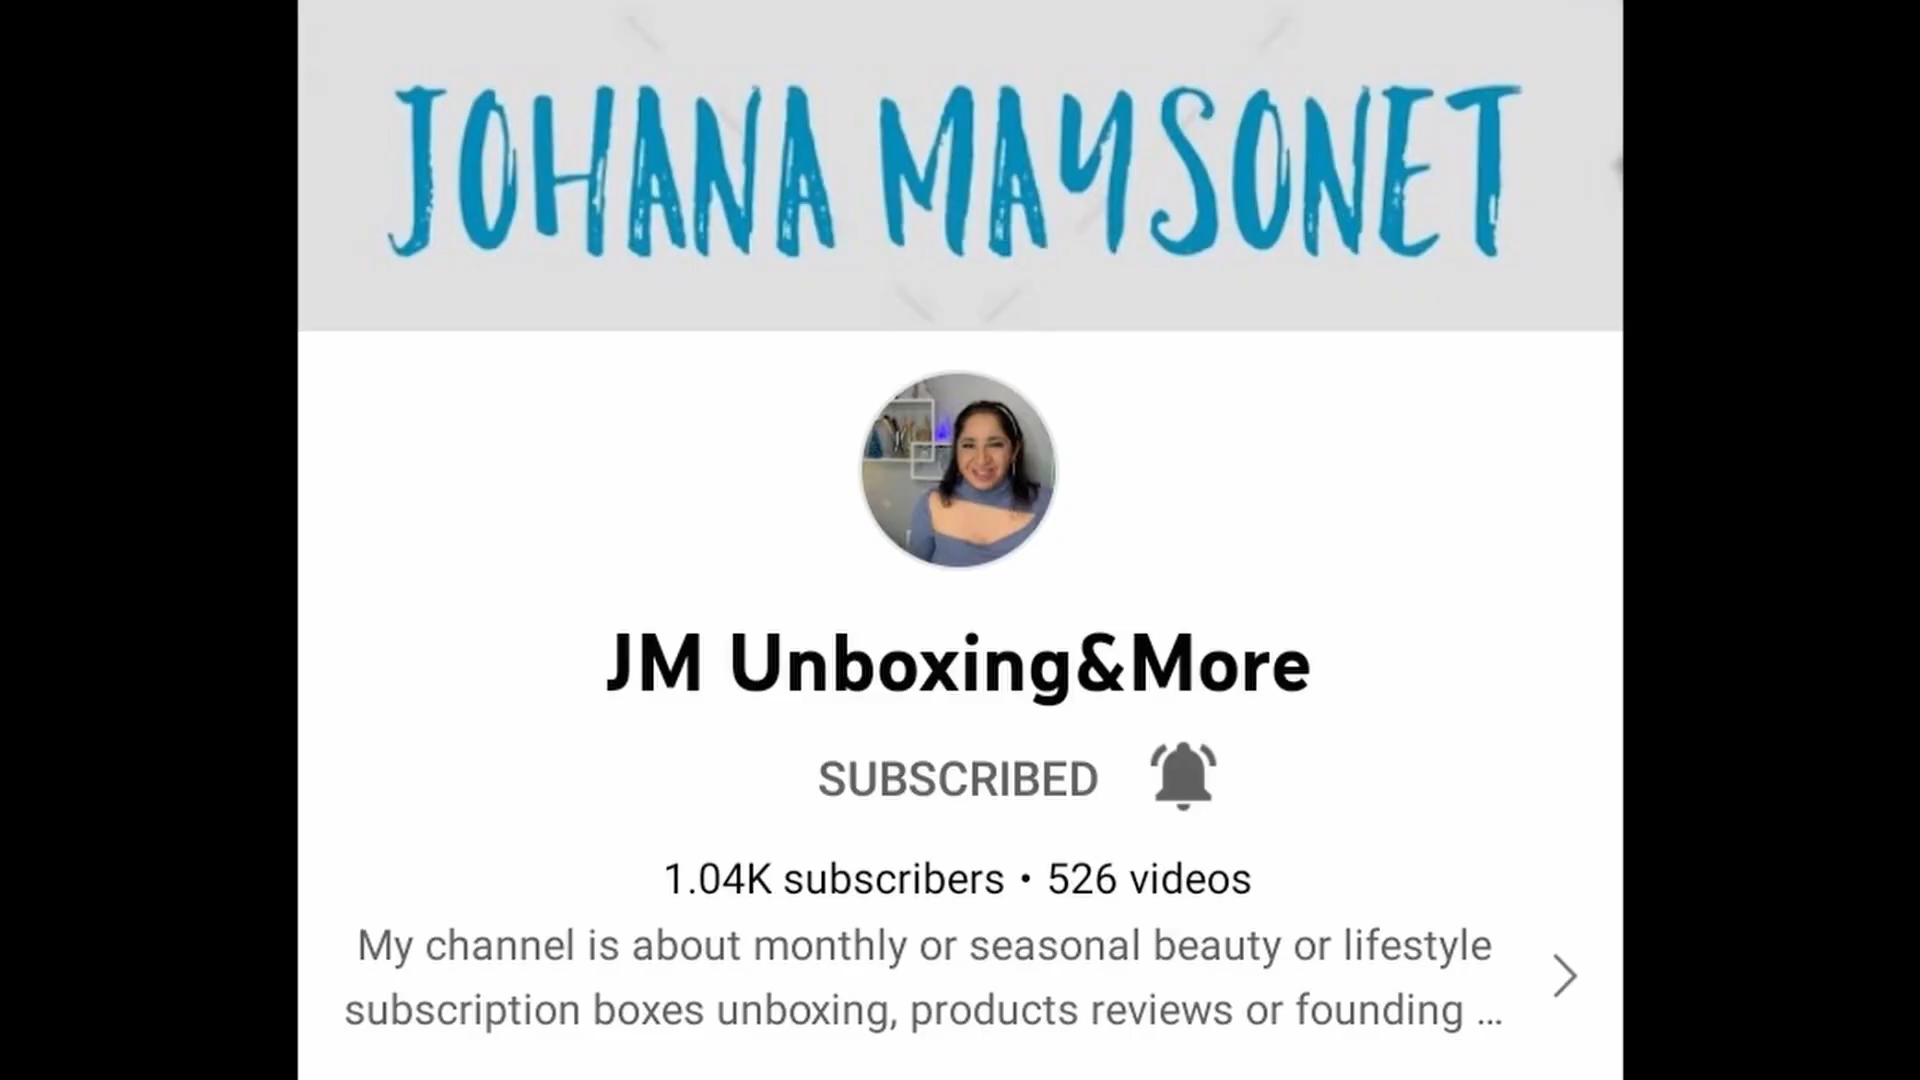 JOHANA MAYSONET
JM Unboxing&More
SUBSCRIBED
1.04K subscribers • 526 videos
My channel is about monthly or seasonal beauty or lifestyle
subscription boxes unboxing, products reviews or founding ...